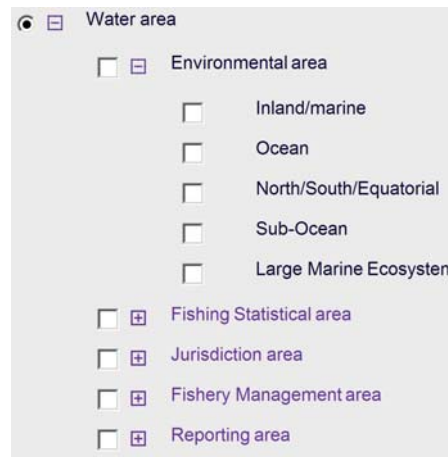 Water area
Environmental area
Inland/marine
Ocean
North/South/Equatorial
Sub-Ocean
Large Marine Ecosystem
Fishing Statistical area
Jurisdiction area
Fishery Management area
Reporting area